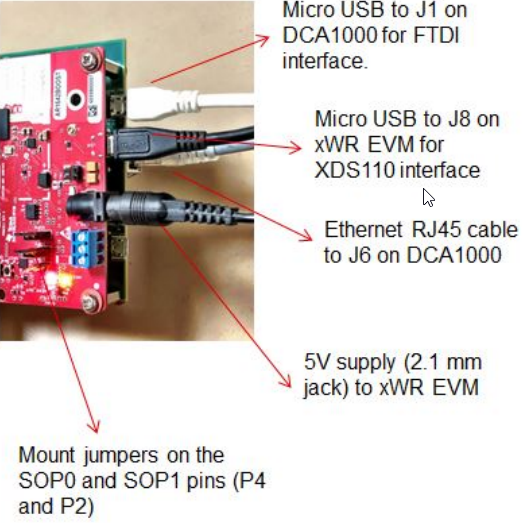 Micro USB to J1 on
DCA1000 for FTDI
interface.
Micro USB to J8 on
xWR EVM for
XDS110 interface
Ethernet RJ45 cable
to J6 on DCA1000
5V supply (2.1 mm
jack) to xWR EVM
Mount jumpers on the
SOP0 and SOP1 pins (P4
and P2)